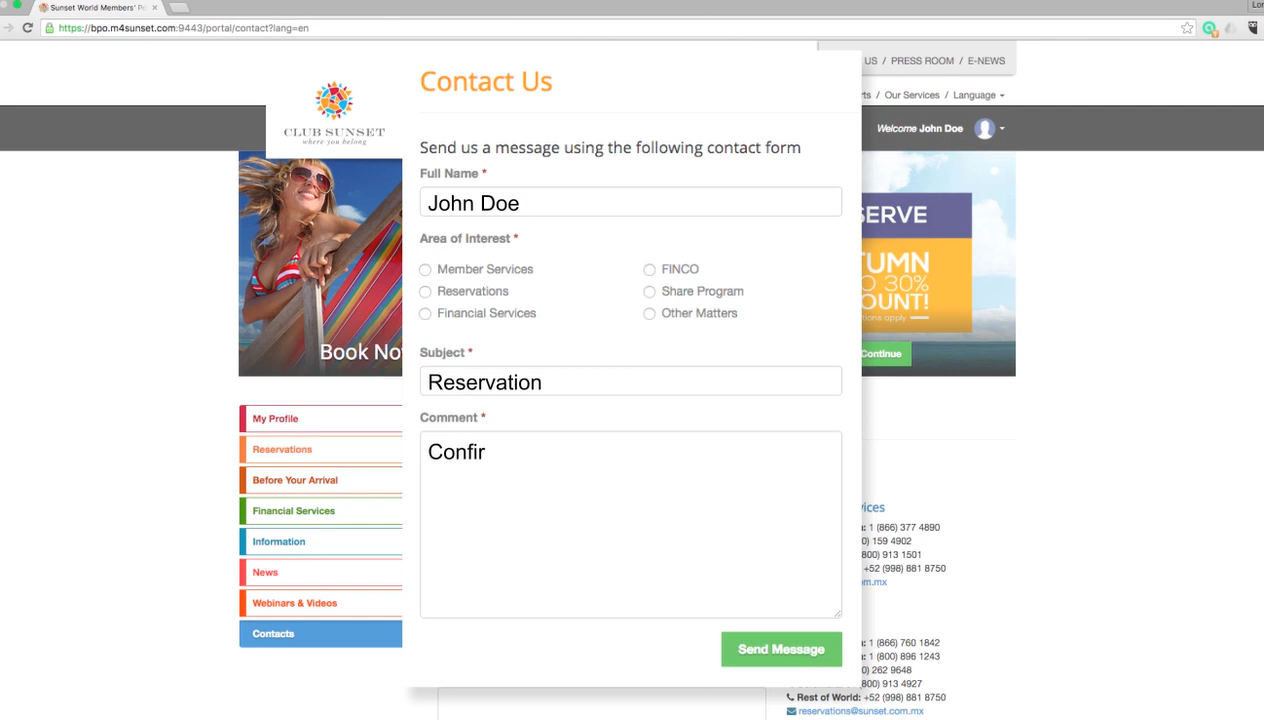 Sunset World Members' Po
https://bpo.m4sunset.com:9443/portal/contact?lang=en
US / PRESS ROOM / E-NEWS
Our Services / Language
CLUB SUNSET
where you belong
Welcome John Doe
Contact Us
Send us a message using the following contact form
Full Name *
John Doe
Area of Interest *
Member Services
FINCO
Reservations
Share Program
Financial Services
Other Matters
Subject *
Reservation
Comment *
Confir
Send Message
Book No
SERVE
TUMN
O 30%
OUNT!
ions apply
Continue
My Profile
Reservations
Before Your Arrival
Financial Services
Information
News
Webinars & Videos
Contacts
vices
a: 1 (866) 377 4890
0) 159 4902
(800) 913 1501
+52 (998) 881 8750
om.mx
1 (866) 760 1842
a: 1 (800) 896 1243
0) 262 9648
(800) 913 4927
Rest of World: +52 (998) 881 8750
reservations@sunset.com.mx